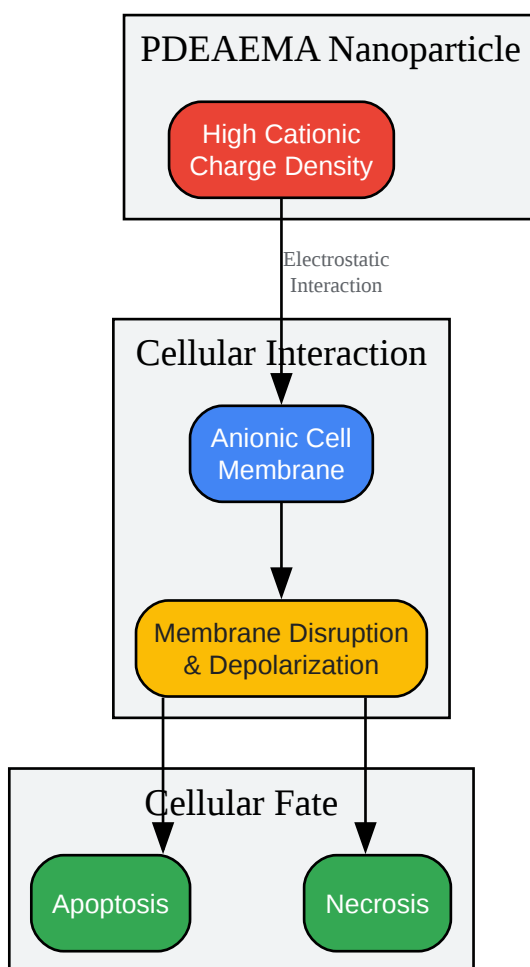 PDEAEMA Nanoparticle
High Cationic
Charge Density
Electrostatic
Interaction
Cellular Interaction
Anionic Cell
Membrane
Membrane Disruption
& Depolarization
Cellular Fate
Apoptosis
Necrosis